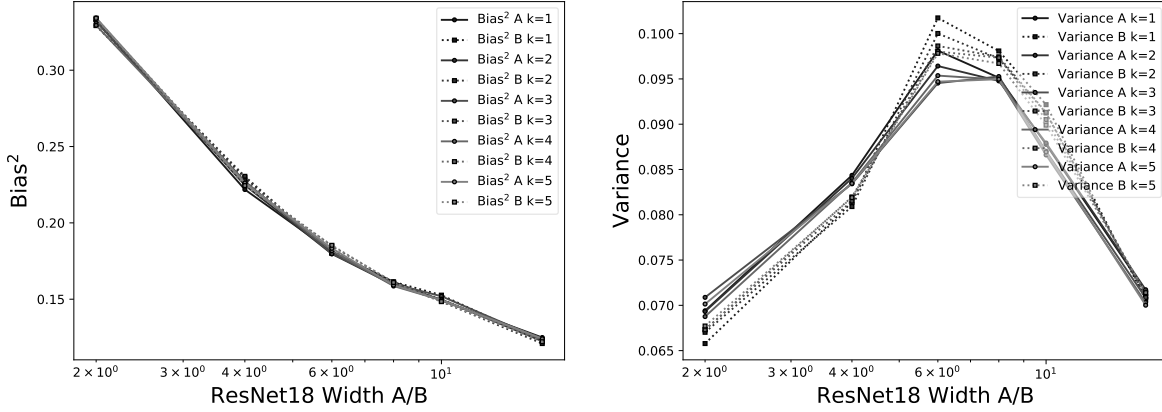 0.30
0.25
0.20
0.15
Bias²
2 × 10⁰
3 × 10⁰
4 × 10⁰
6 × 10⁰
10¹
ResNet18 Width A/B
Bias² A k=1
Bias² B k=1
Bias² A k=2
Bias² B k=2
Bias² A k=3
Bias² B k=3
Bias² A k=4
Bias² B k=4
Bias² A k=5
Bias² B k=5
0.100
0.095
0.090
0.085
0.080
0.075
0.070
0.065
Variance
2 × 10⁰
3 × 10⁰
4 × 10⁰
6 × 10⁰
10¹
ResNet18 Width A/B
Variance A k=1
Variance B k=1
Variance A k=2
Variance B k=2
Variance A k=3
Variance B k=3
Variance A k=4
Variance B k=4
Variance A k=5
Variance B k=5